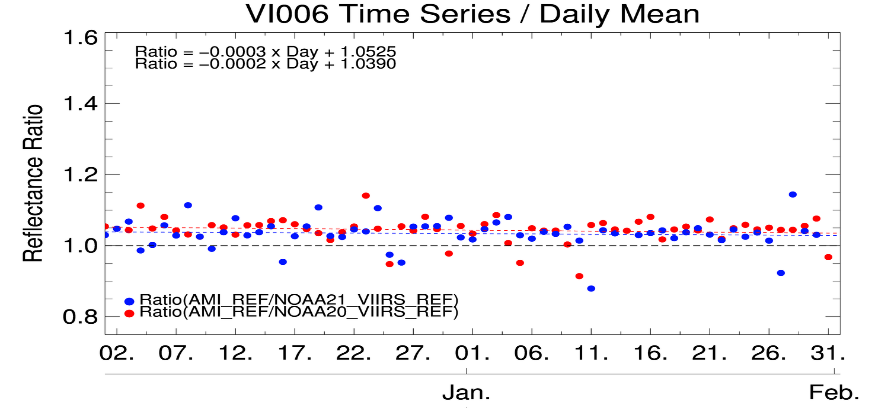 VI006 Time Series / Daily Mean
1.6
Ratio = −0.0003 x Day + 1.0525
Ratio = −0.0002 x Day + 1.0390
1.4
1.2
1.0
0.8
Reflectance Ratio
Ratio(AMI_REF/NOAA21_VIIRS_REF)
Ratio(AMI_REF/NOAA20_VIIRS_REF)
02. 07. 12. 17. 22. 27. 01. 06. 11. 16. 21. 26. 31.
Jan. Feb.